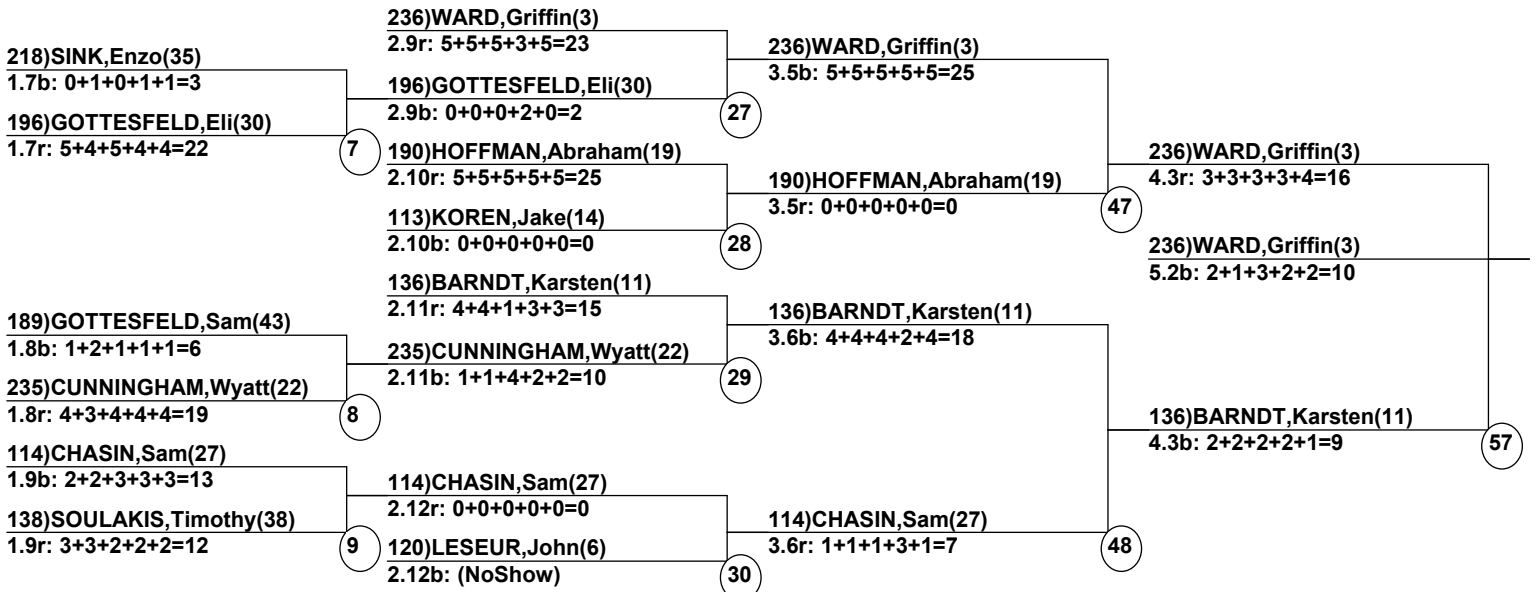 218)SINK,Enzo(35)
1.7b: 0+1+0+1+1=3
196)GOTTESFELD,Eli(30)
1.7r: 5+4+5+4+4=22
7
189)GOTTESFELD,Sam(43)
1.8b: 1+2+1+1+1=6
235)CUNNINGHAM,Wyatt(22)
1.8r: 4+3+4+4+4=19
8
114)CHASIN,Sam(27)
1.9b: 2+2+3+3+3=13
138)SOULAKIS,Timothy(38)
1.9r: 3+3+2+2+2=12
9
236)WARD,Griffin(3)
2.9r: 5+5+5+3+5=23
196)GOTTESFELD,Eli(30)
2.9b: 0+0+0+2+0=2
27
190)HOFFMAN,Abraham(19)
2.10r: 5+5+5+5+5=25
113)KOREN,Jake(14)
2.10b: 0+0+0+0+0=0
28
136)BARNDT,Karsten(11)
2.11r: 4+4+1+3+3=15
235)CUNNINGHAM,Wyatt(22)
2.11b: 1+1+4+2+2=10
29
114)CHASIN,Sam(27)
2.12r: 0+0+0+0+0=0
120)LESEUR,John(6)
2.12b: (NoShow)
30
236)WARD,Griffin(3)
3.5b: 5+5+5+5+5=25
190)HOFFMAN,Abraham(19)
3.5r: 0+0+0+0+0=0
47
136)BARNDT,Karsten(11)
3.6b: 4+4+4+2+4=18
114)CHASIN,Sam(27)
3.6r: 1+1+1+3+1=7
48
236)WARD,Griffin(3)
4.3r: 3+3+3+3+4=16
236)WARD,Griffin(3)
5.2b: 2+1+3+2+2=10
136)BARNDT,Karsten(11)
4.3b: 2+2+2+2+1=9
57